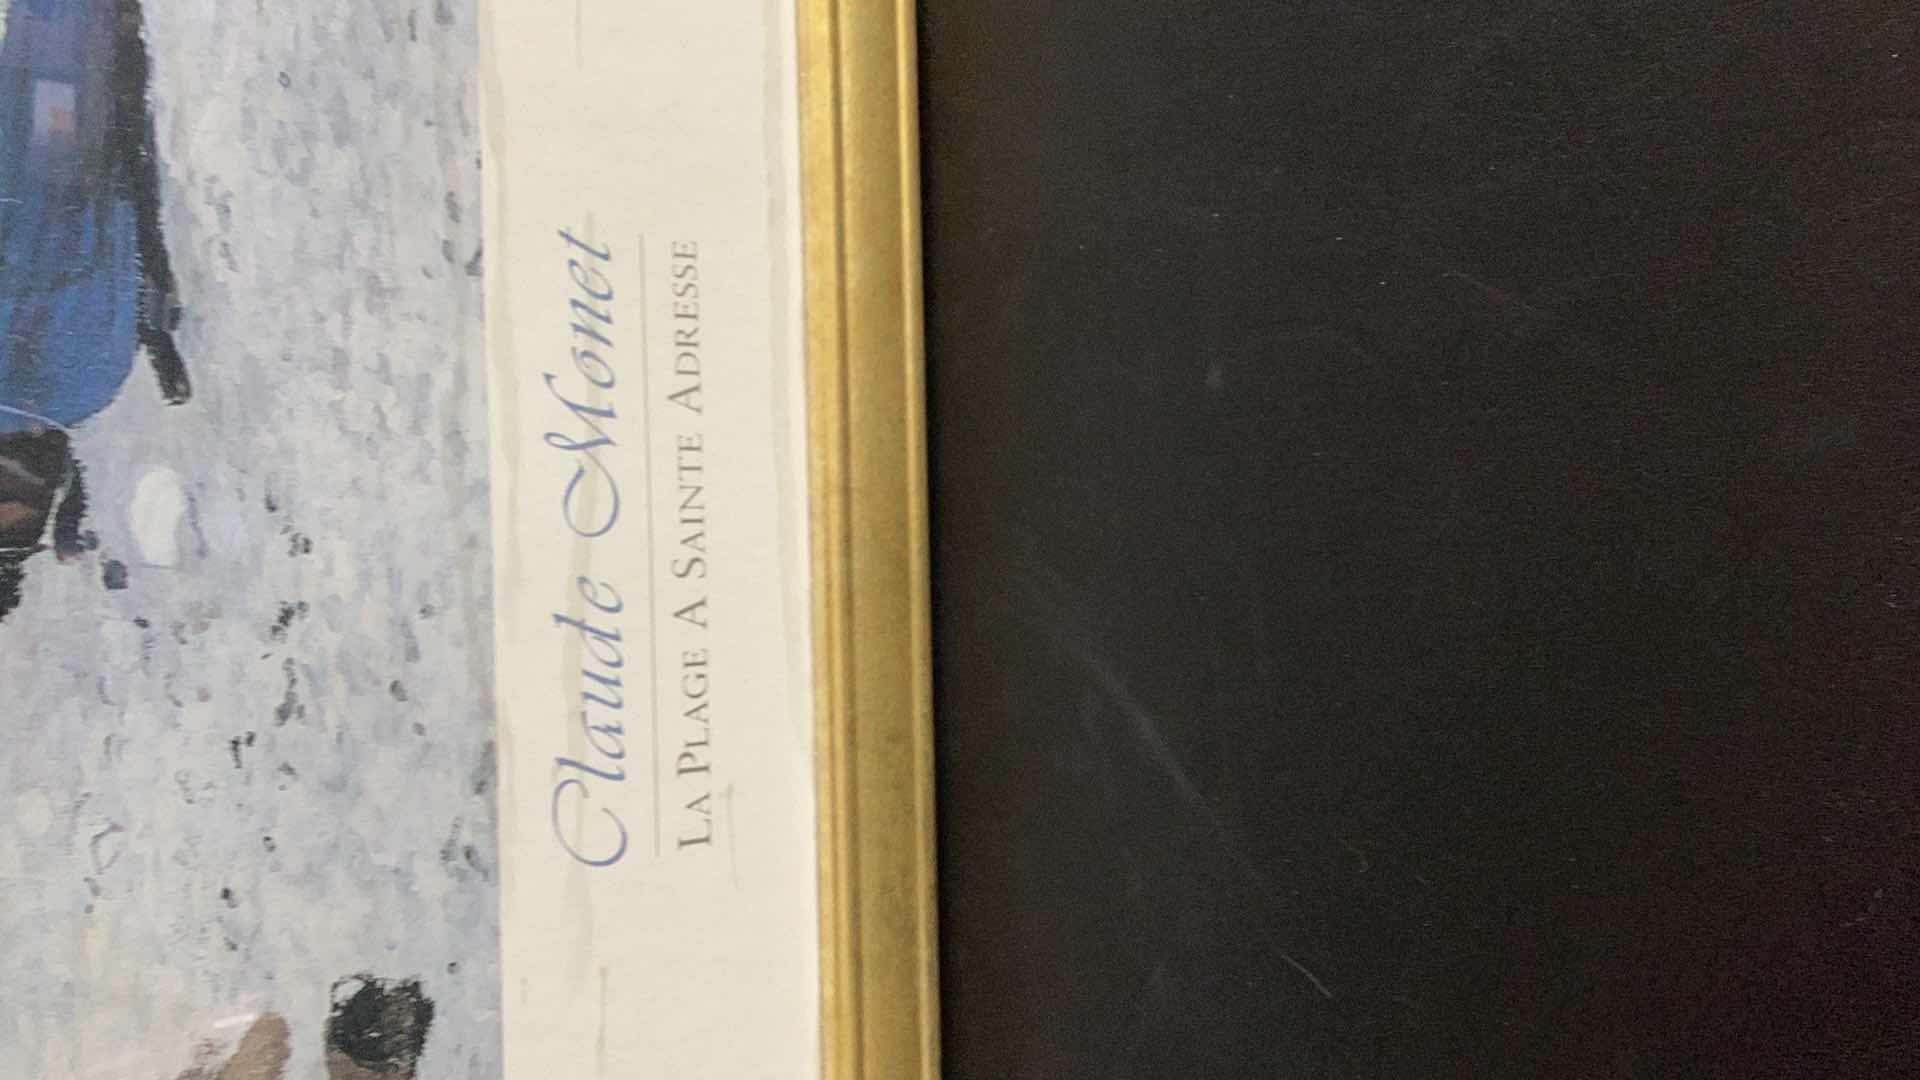 Claude Monet
LA PLAGE A SAINTE ADRESSE